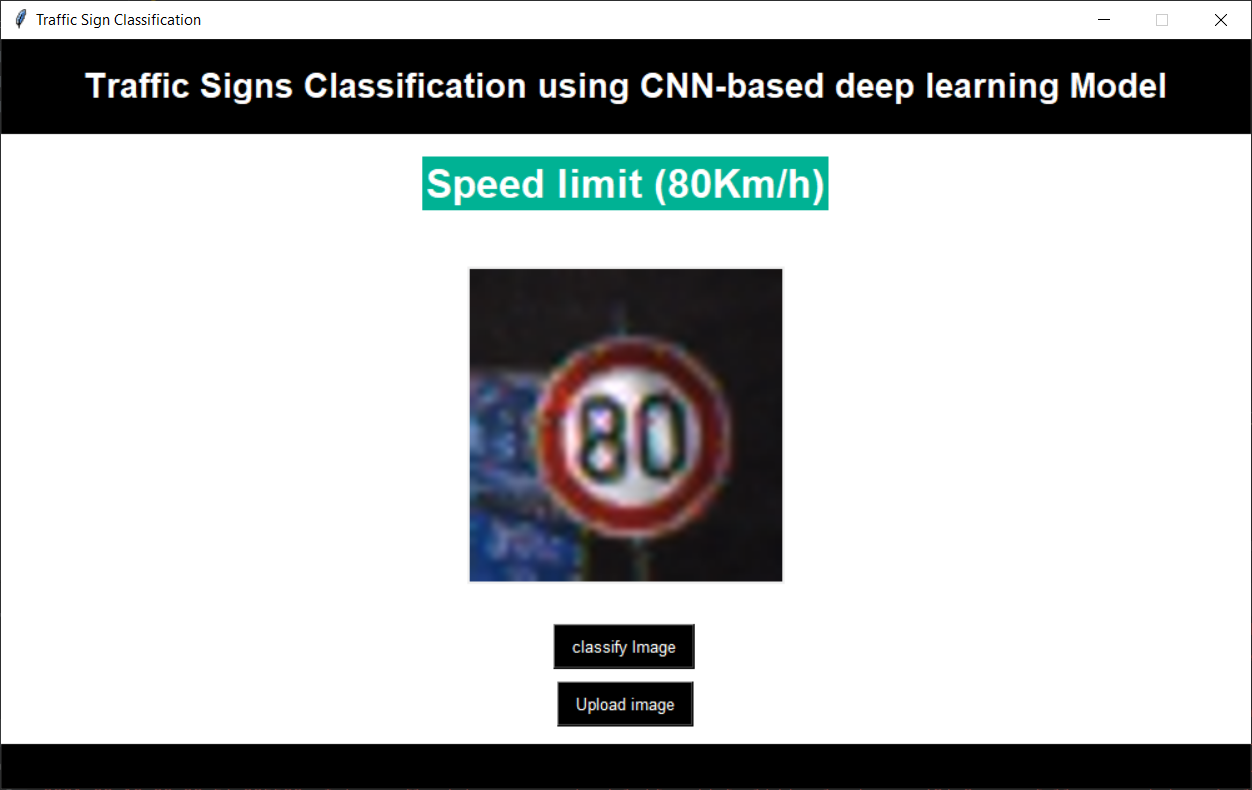 Traffic Sign Classification
Traffic Signs Classification using CNN-based deep learning Model
Speed limit (80Km/h)
80
classify Image
Upload image